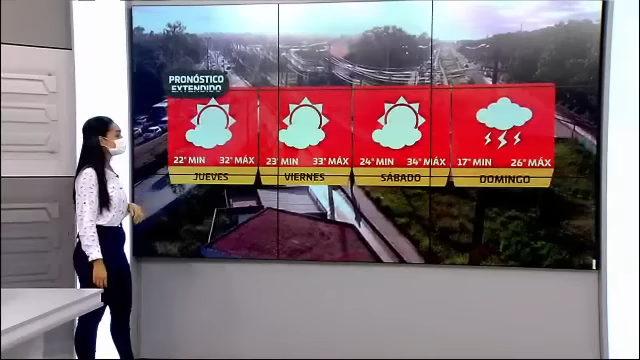 PRONÓSTICO
EXTENDIDO
22° MIN 32° MÁX
JUEVES
23° MIN 33° MÁX
VIERNES
24° MIN 34° MÁX
SÁBADO
17° MIN 26° MÁX
DOMINGO